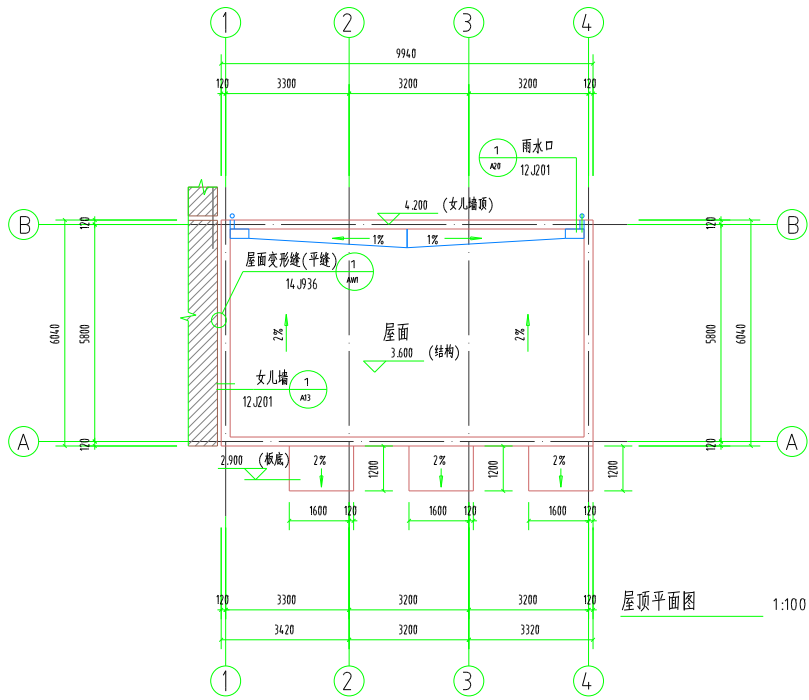 1 2 3 4
9940
120 3300 3200 3200 120
1
A20
雨水口
12J201
4.200 (女儿墙顶)
B B
120 120
1% 1%
屋面变形缝(平缝)
14J936
1
AW1
6040 5800 2% 2% 5800 6040
屋面
3.600 (结构)
女儿墙
12J201
1
A13
A A
120 120
2.900 (板底)
2% 1200 2% 1200 2% 1200
1600 120 1600 120 1600 120
120 3300 3200 3200 120
3420 3200 3320
屋顶平面图 1:100
1 2 3 4